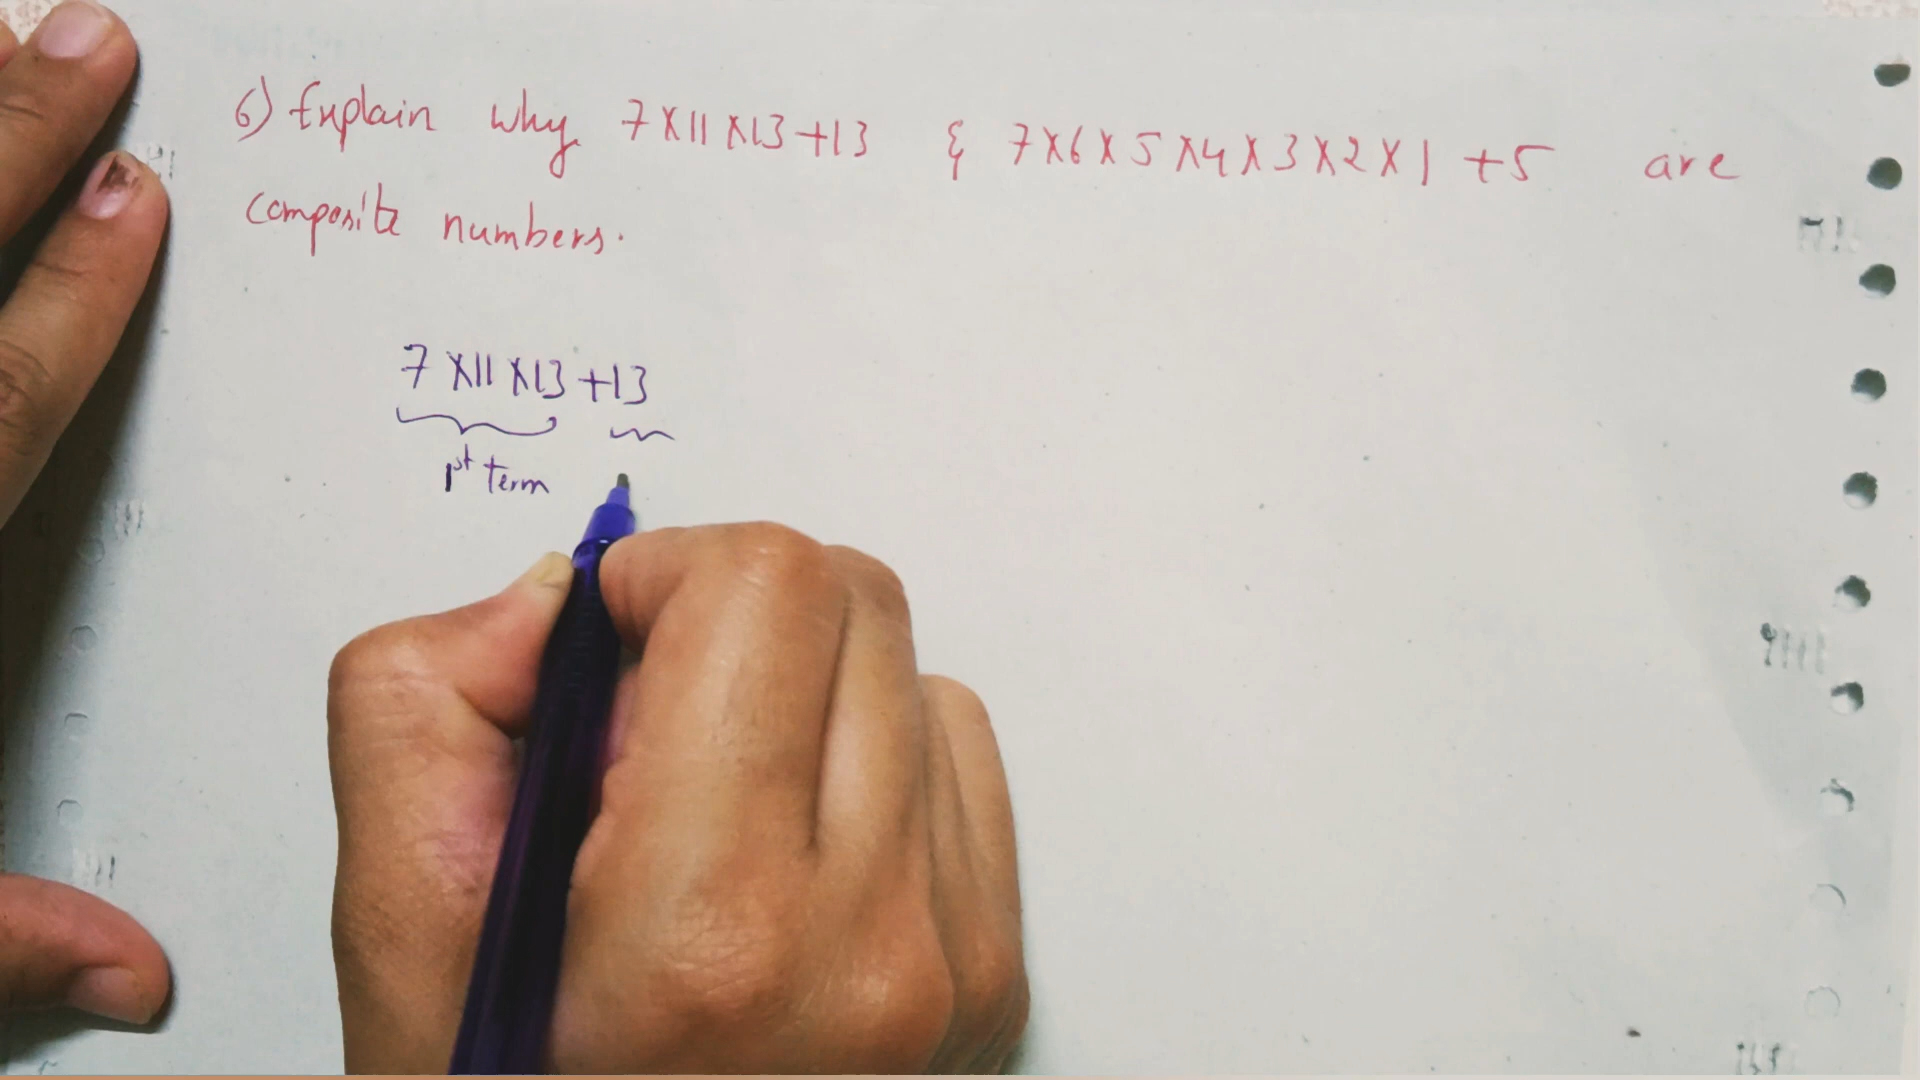 6) Explain why 7×11×13+13 & 7×6×5×4×3×2×1+5 are
composite numbers.
7×11×13+13
1st term